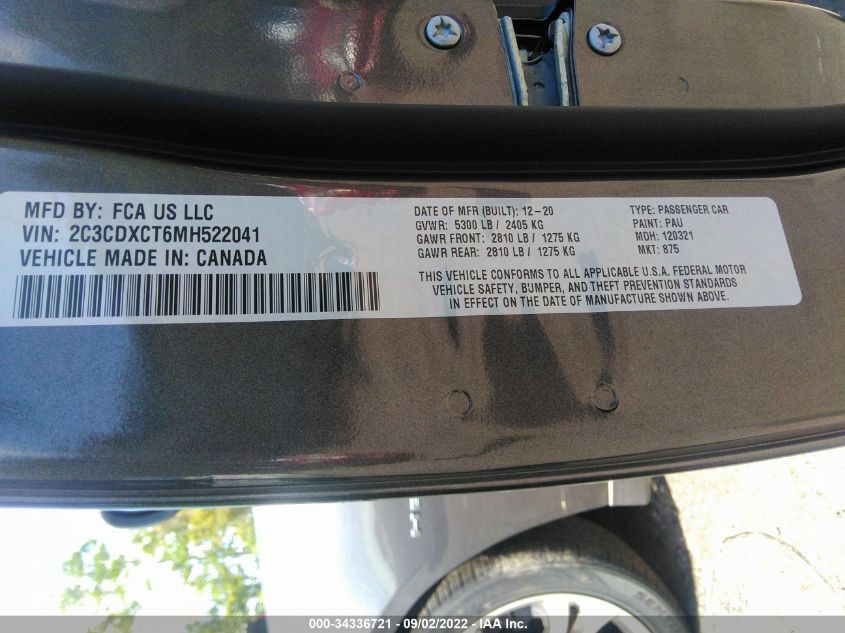 MFD BY: FCA US LLC
VIN: 2C3CDXCT6MH522041
VEHICLE MADE IN: CANADA
DATE OF MFR (BUILT): 12-20
GVWR: 5300 LB / 2405 KG
GAWR FRONT: 2810 LB / 1275 KG
GAWR REAR: 2810 LB / 1275 KG
TYPE: PASSENGER CAR
PAINT: PAU
MDH: 120321
MKT: 875
THIS VEHICLE CONFORMS TO ALL APPLICABLE U.S.A. FEDERAL MOTOR
VEHICLE SAFETY, BUMPER, AND THEFT PREVENTION STANDARDS
IN EFFECT ON THE DATE OF MANUFACTURE SHOWN ABOVE.
000-34336721 - 09/02/2022 - IAA Inc.